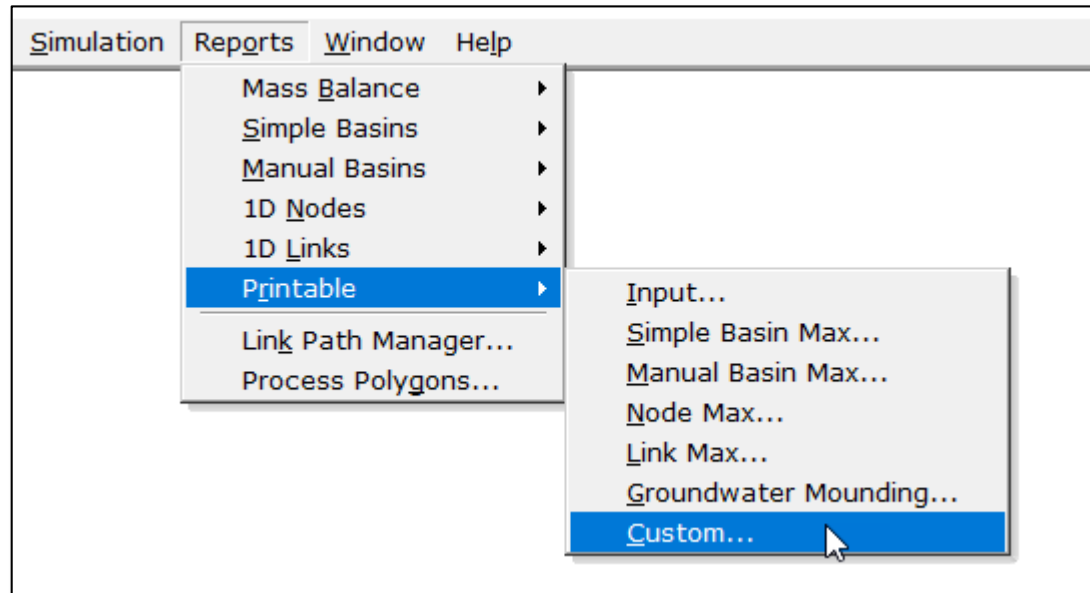 Simulation Reports Window Help
Mass Balance
Simple Basins
Manual Basins
1D Nodes
1D Links
Printable
Link Path Manager...
Process Polygons...
Input...
Simple Basin Max...
Manual Basin Max...
Node Max...
Link Max...
Groundwater Mounding...
Custom...